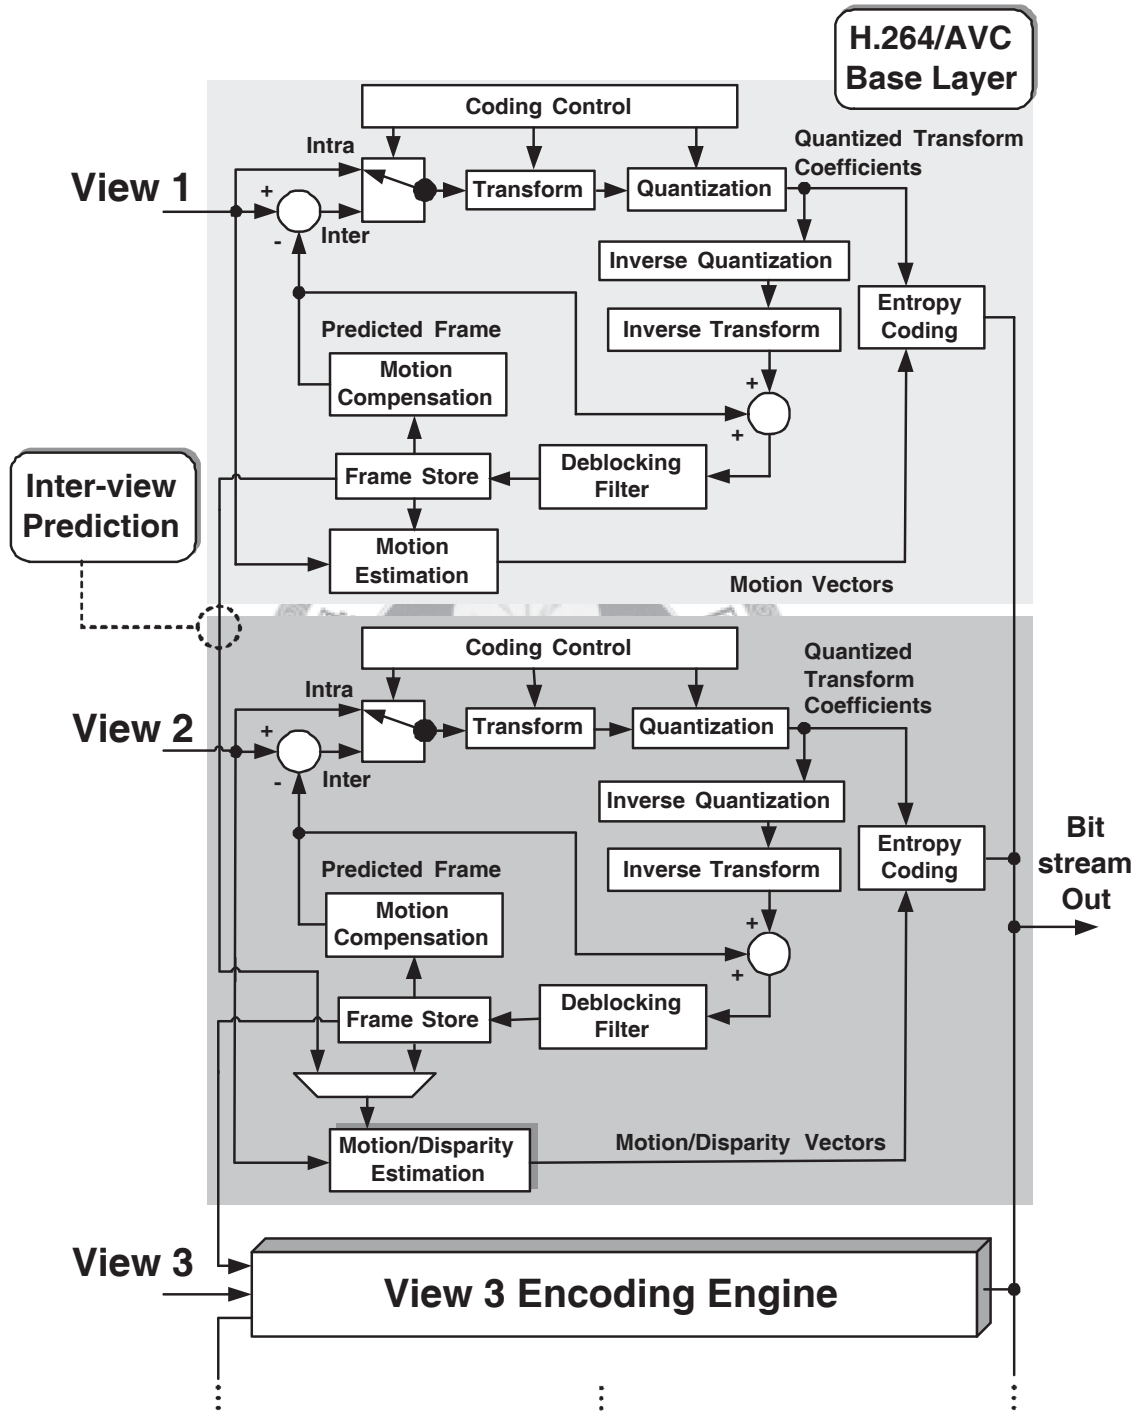 H.264/AVC
Base Layer
Coding Control
Intra
Quantized Transform
Coefficients
View 1
+
Transform
Quantization
-
Inter
Inverse Quantization
Entropy
Coding
Predicted Frame
Inverse Transform
Motion
Compensation
+
+
Inter-view
Prediction
Frame Store
Deblocking
Filter
Motion
Estimation
Motion Vectors
Coding Control
Quantized
Transform
Coefficients
Intra
View 2
+
Transform
Quantization
-
Inter
Inverse Quantization
Bit
stream
Out
Entropy
Coding
Predicted Frame
Inverse Transform
Motion
Compensation
+
+
Frame Store
Deblocking
Filter
Motion/Disparity
Estimation
Motion/Disparity Vectors
View 3
View 3 Encoding Engine